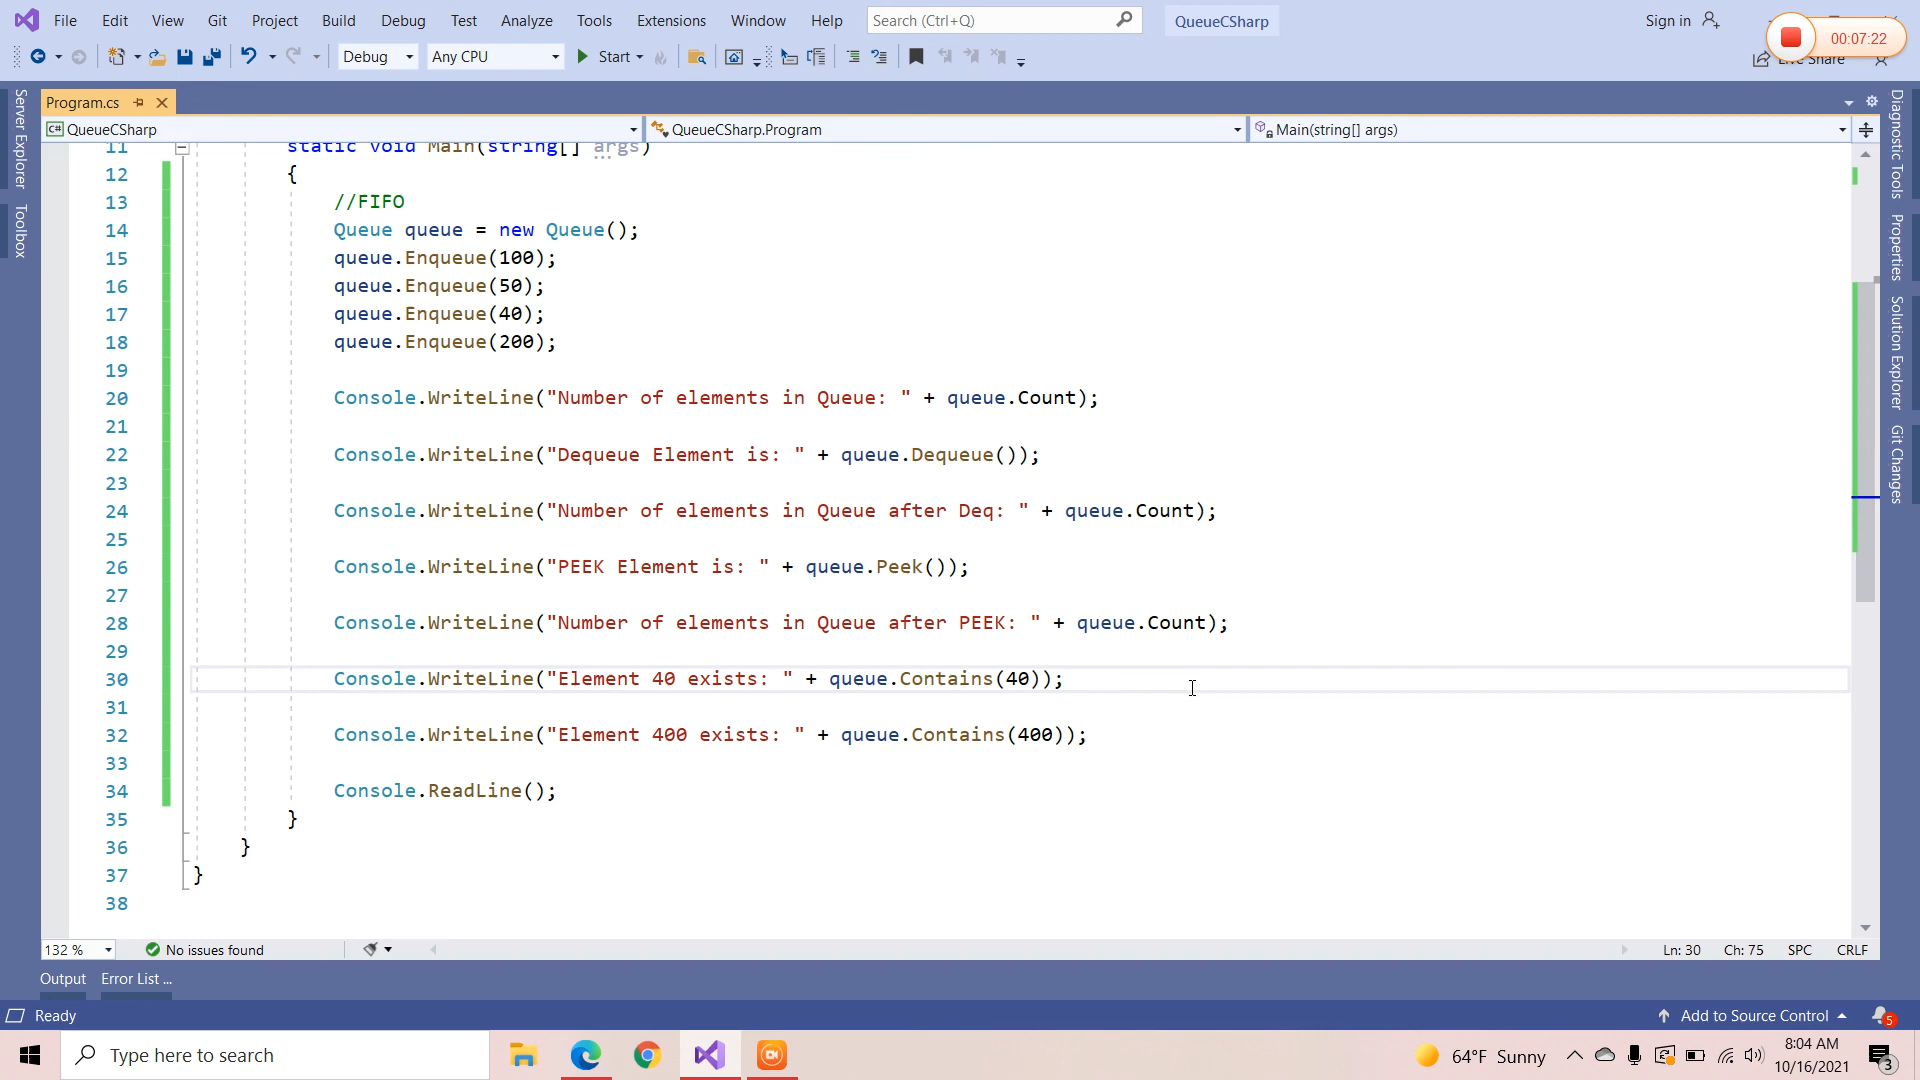 File Edit View Git Project Build Debug Test Analyze Tools Extensions Window Help Search (Ctrl+Q) QueueCSharp Sign in
00:07:22
Debug Any CPU Start Live Share
Program.cs
QueueCSharp QueueCSharp.Program Main(string[] args)
Server Explorer
Toolbox
Diagnostic Tools
Properties
Solution Explorer
Git Changes
11 static void Main(string[] args)
12 {
13 //FIFO
14 Queue queue = new Queue();
15 queue.Enqueue(100);
16 queue.Enqueue(50);
17 queue.Enqueue(40);
18 queue.Enqueue(200);
19
20 Console.WriteLine("Number of elements in Queue: " + queue.Count);
21
22 Console.WriteLine("Dequeue Element is: " + queue.Dequeue());
23
24 Console.WriteLine("Number of elements in Queue after Deq: " + queue.Count);
25
26 Console.WriteLine("PEEK Element is: " + queue.Peek());
27
28 Console.WriteLine("Number of elements in Queue after PEEK: " + queue.Count);
29
30 Console.WriteLine("Element 40 exists: " + queue.Contains(40));
31
32 Console.WriteLine("Element 400 exists: " + queue.Contains(400));
33
34 Console.ReadLine();
35 }
36 }
37 }
38
132 % No issues found Ln: 30 Ch: 75 SPC CRLF
Output Error List ...
Ready Add to Source Control 5
Type here to search 64°F Sunny 8:04 AM
10/16/2021 3